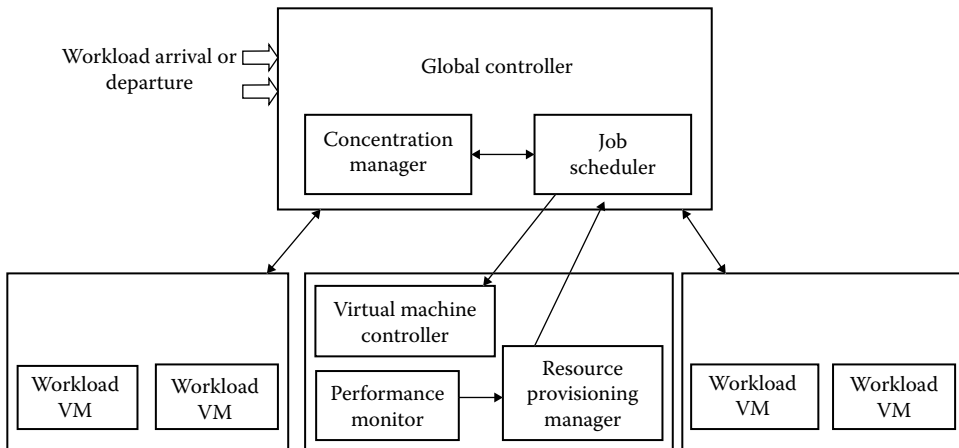 Workload arrival or
departure
Global controller
Concentration
manager
Job
scheduler
Virtual machine
controller
Workload
VM
Workload
VM
Performance
monitor
Resource
provisioning
manager
Workload
VM
Workload
VM